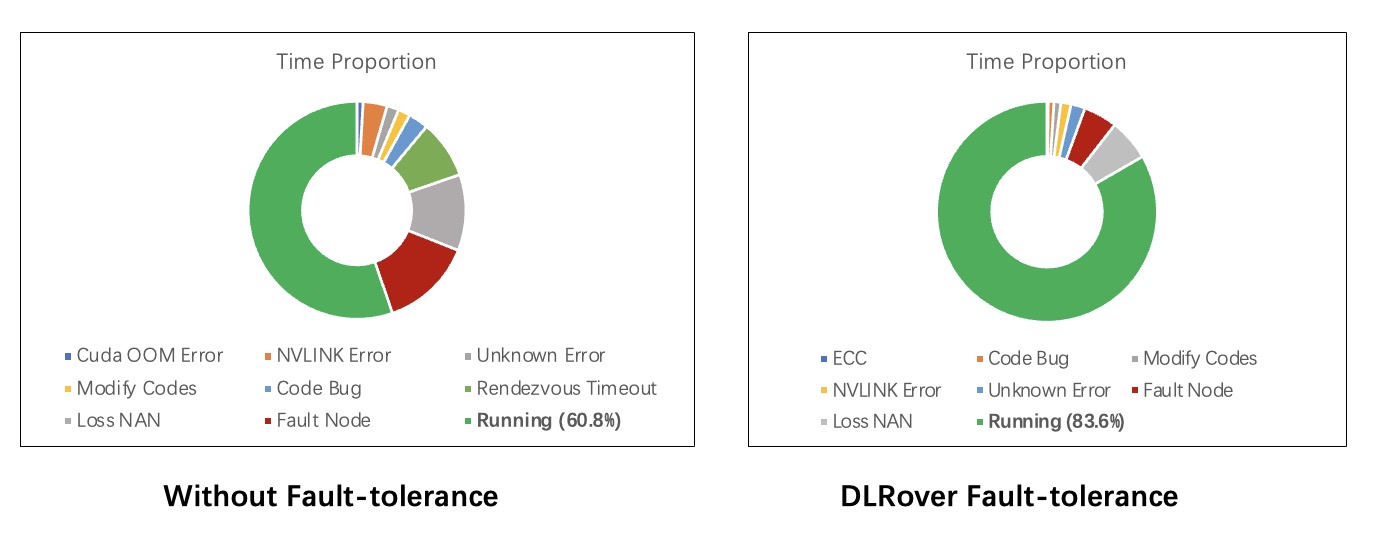 Time Proportion
Cuda OOM Error NVLINK Error Unknown Error
Modify Codes Code Bug Rendezvous Timeout
Loss NAN Fault Node Running (60.8%)
Without Fault-tolerance
Time Proportion
ECC Code Bug Modify Codes
NVLINK Error Unknown Error Fault Node
Loss NAN Running (83.6%)
DLRover Fault-tolerance